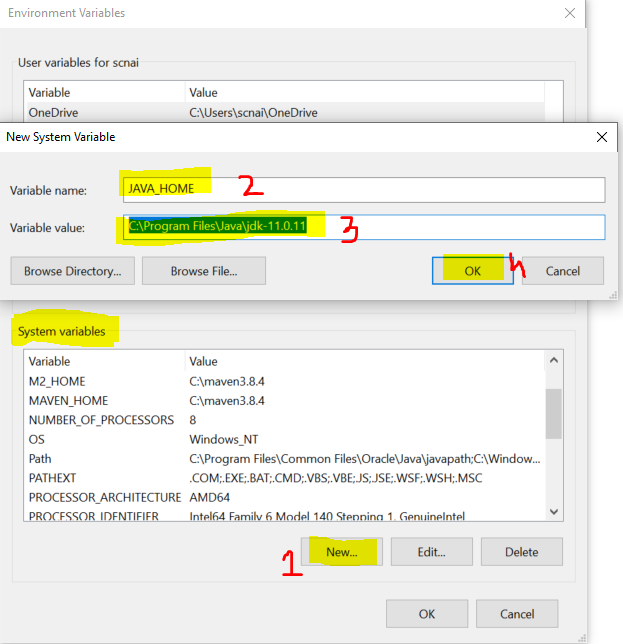 Environment Variables
User variables for scnai
Variable Value
OneDrive C:\Users\scnai\OneDrive
New System Variable
Variable name: JAVA_HOME 2
Variable value: C:\Program Files\Java\jdk-11.0.11 3
Browse Directory... Browse File... OK 4 Cancel
System variables
Variable Value
M2_HOME C:\maven3.8.4
MAVEN_HOME C:\maven3.8.4
NUMBER_OF_PROCESSORS 8
OS Windows_NT
Path C:\Program Files\Common Files\Oracle\Java\javapath;C:\Window...
PATHEXT .COM;.EXE;.BAT;.CMD;.VBS;.VBE;.JS;.JSE;.WSF;.WSH;.MSC
PROCESSOR_ARCHITECTURE AMD64
PROCESSOR_IDENTIFIER Intel64 Family 6 Model 140 Stepping 1, GenuineIntel
1 New... Edit... Delete
OK Cancel